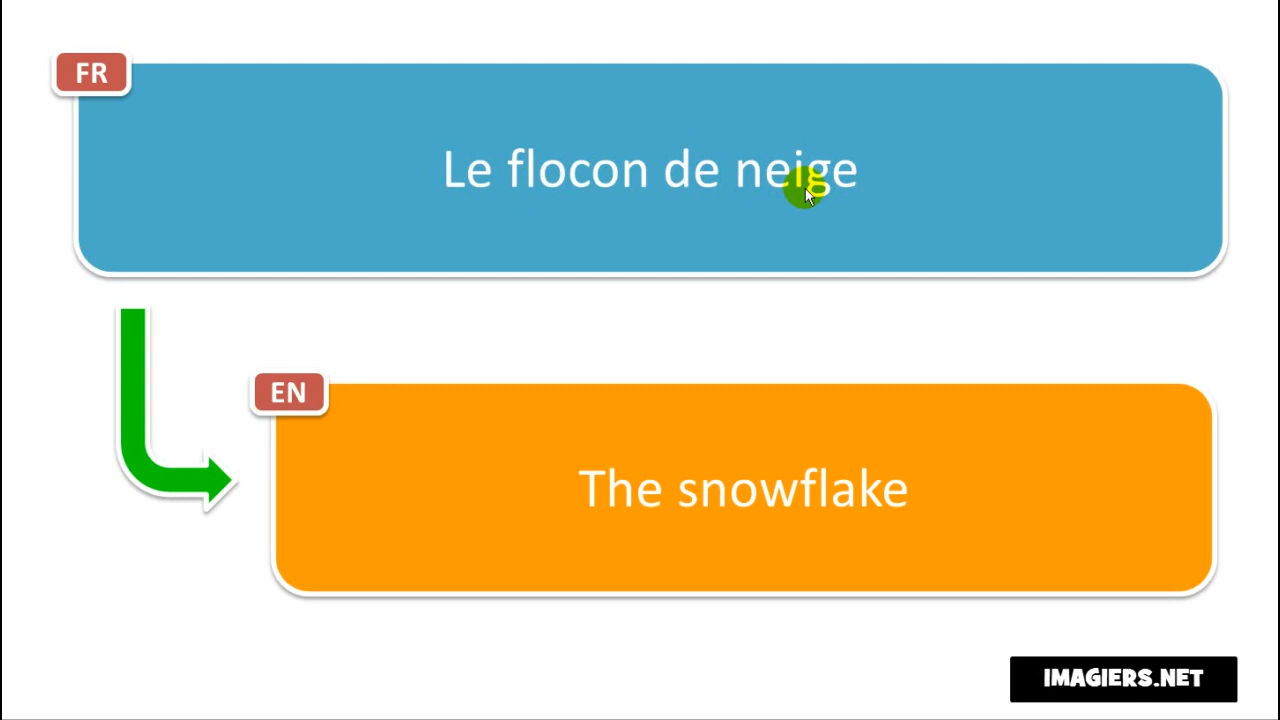 FR
Le flocon de neige
EN
The snowflake
IMAGIERS.NET